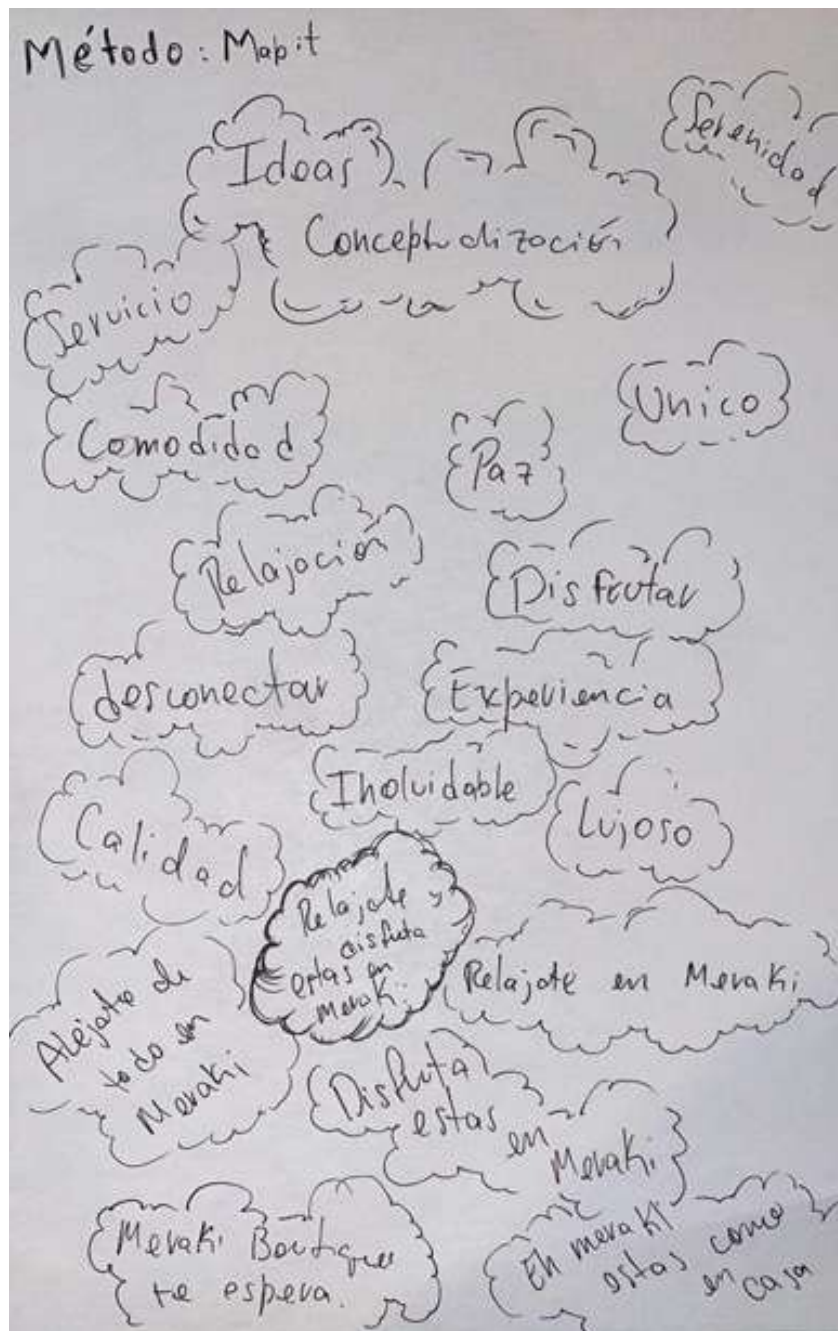 Método: Mapit
Serenidad
Ideas
Conceptualización
Servicio
Unico
Comodidad
Paz
Relajación
Disfrutar
desconectar
Experiencia
Inolvidable
Lujoso
Calidad
Relajate y
disfruta
estas en
meraki.
Relajate en Meraki
Alejate de
todo en
Meraki
Disfruta
estas
en
Meraki
Meraki Boutique
te espera.
En meraki
estas como
en casa